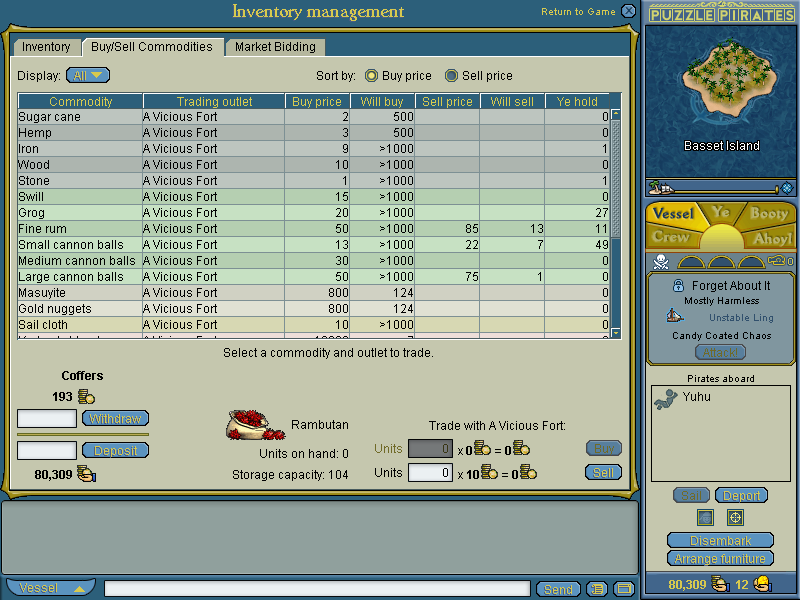 Inventory management
Return to Game
PUZZLE PIRATES
Inventory
Buy/Sell Commodities
Market Bidding
Display: All
Sort by: Buy price Sell price
Commodity Trading outlet Buy price Will buy Sell price Will sell Ye hold
Sugar cane A Vicious Fort 2 500 0
Hemp A Vicious Fort 3 500 0
Iron A Vicious Fort 9 >1000 1
Wood A Vicious Fort 10 >1000 0
Stone A Vicious Fort 1 >1000 1
Swill A Vicious Fort 15 >1000 0
Grog A Vicious Fort 20 >1000 27
Fine rum A Vicious Fort 50 >1000 85 13 11
Small cannon balls A Vicious Fort 13 >1000 22 7 49
Medium cannon balls A Vicious Fort 30 >1000 0
Large cannon balls A Vicious Fort 50 >1000 75 1 0
Masuyite A Vicious Fort 800 124 0
Gold nuggets A Vicious Fort 800 124 0
Sail cloth A Vicious Fort 10 >1000 0
Select a commodity and outlet to trade.
Coffers
193
Withdraw
Deposit
80,309
Rambutan
Units on hand: 0
Storage capacity: 104
Trade with A Vicious Fort:
Units 0 x 0 = 0 Buy
Units 0 x 10 = 0 Sell
Basset Island
Vessel Ye Booty
Crew Ahoy!
0
Forget About It
Mostly Harmless
Unstable Ling
Candy Coated Chaos
Attack!
Pirates aboard
Yuhu
Sail Deport
Disembark
Arrange furniture
80,309 12
Vessel
Send